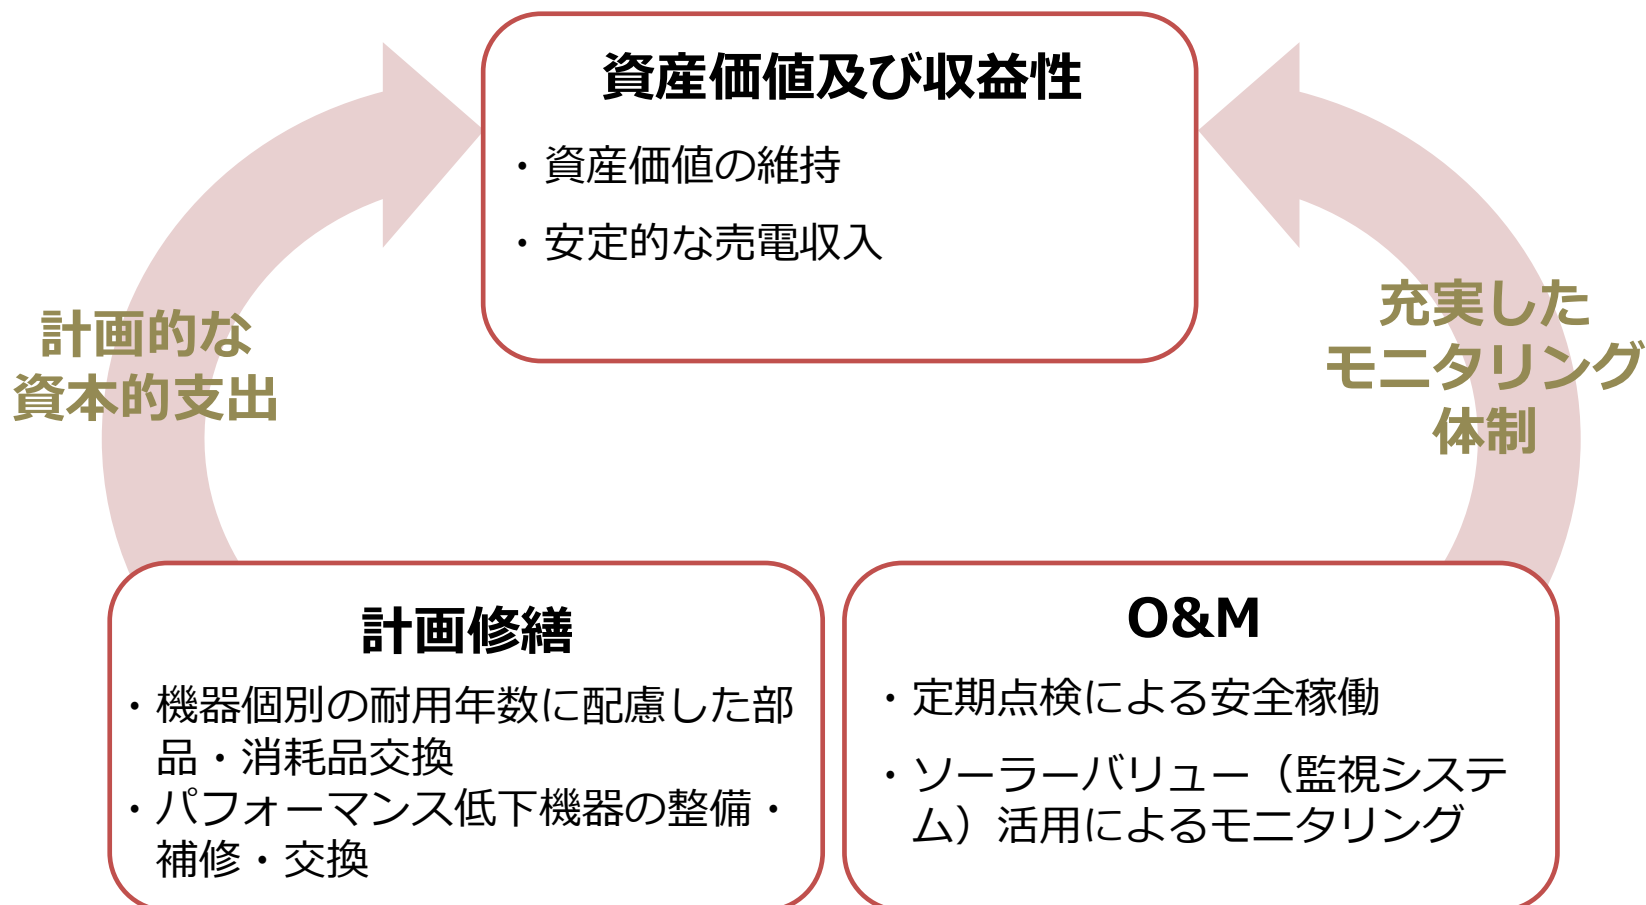 資産価値及び収益性
・資産価値の維持
・安定的な売電収入
計画的な
資本的支出
充実した
モニタリング
体制
計画修繕
・機器個別の耐用年数に配慮した部
品・消耗品交換
・パフォーマンス低下機器の整備・
補修・交換
O&M
・定期点検による安全稼働
・ソーラーバリュー（監視システ
ム）活用によるモニタリング